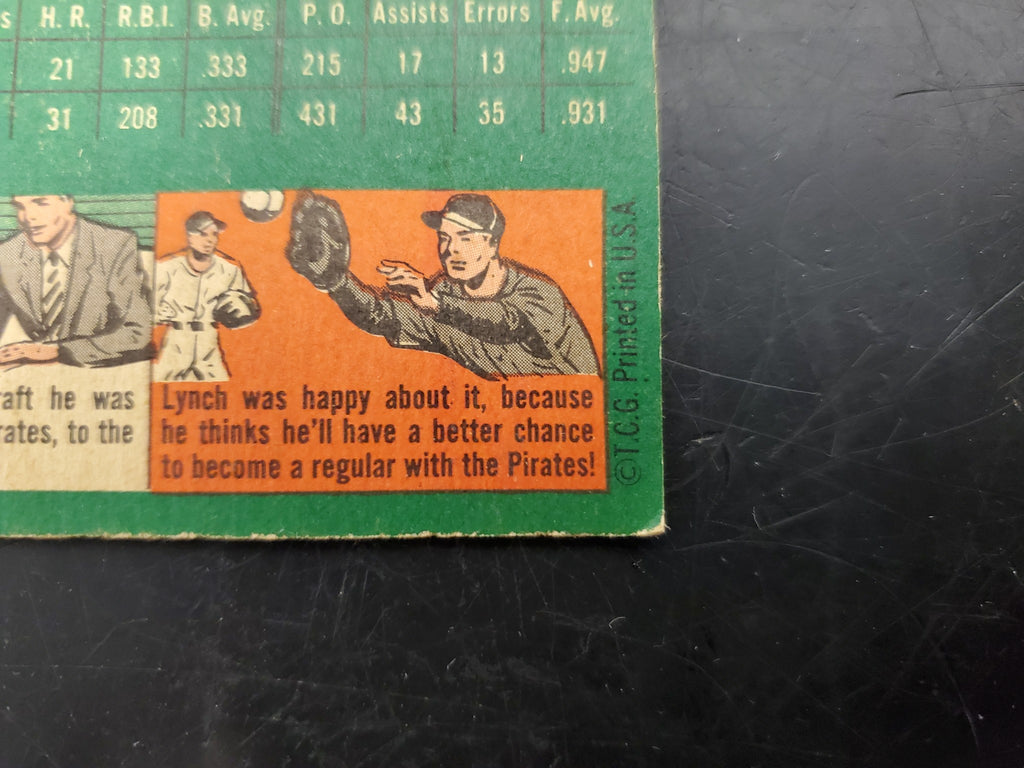 s H. R. R.B.I. B. Avg. P. O. Assists Errors F. Avg.
21 133 .333 215 17 13 .947
31 208 .331 431 43 35 .931
raft he was
rates, to the
Lynch was happy about it, because
he thinks he'll have a better chance
to become a regular with the Pirates!
©T.C.G. Printed in U.S.A